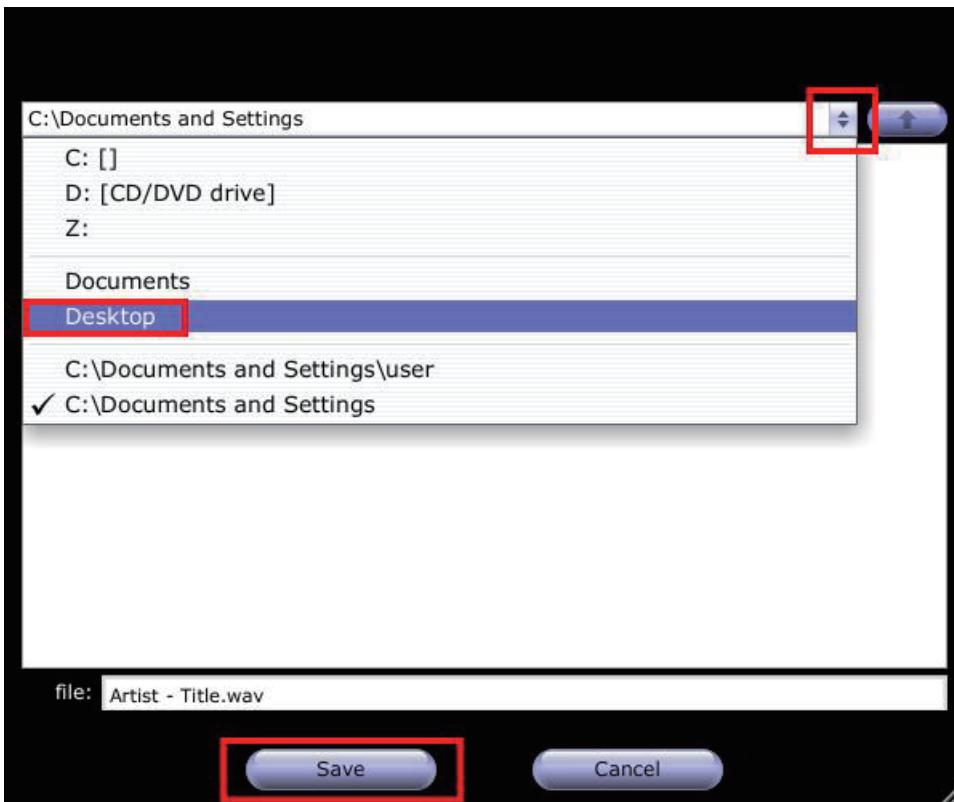 C:\Documents and Settings
C: []
D: [CD/DVD drive]
Z:
Documents
Desktop
C:\Documents and Settings\user
✓ C:\Documents and Settings
file: Artist - Title.wav
Save Cancel